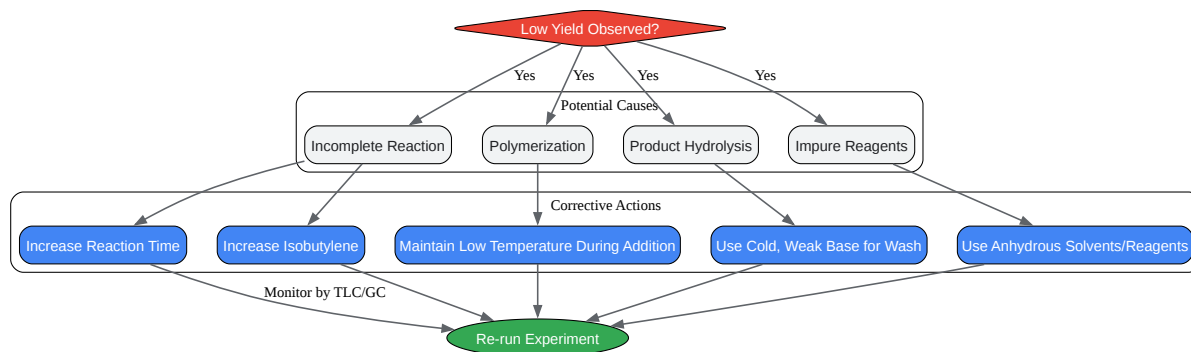 Low Yield Observed?
Yes
Yes
Yes
Yes
Potential Causes
Incomplete Reaction
Polymerization
Product Hydrolysis
Impure Reagents
Corrective Actions
Increase Reaction Time
Increase Isobutylene
Maintain Low Temperature During Addition
Use Cold, Weak Base for Wash
Use Anhydrous Solvents/Reagents
Monitor by TLC/GC
Re-run Experiment